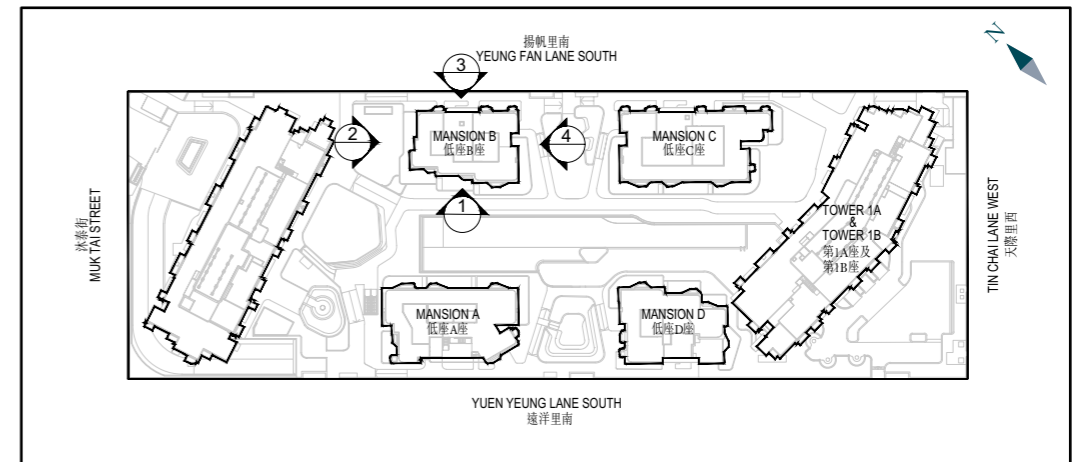 揚帆里南
YEUNG FAN LANE SOUTH
N
3
2
MANSION B
低座B座
4
MANSION C
低座C座
1
沐泰街
MUK TAI STREET
TOWER 1A
&
TOWER 1B
第1A座及
第1B座
TIN CHAI LANE WEST
天際里西
MANSION A
低座A座
MANSION D
低座D座
YUEN YEUNG LANE SOUTH
遠洋里南